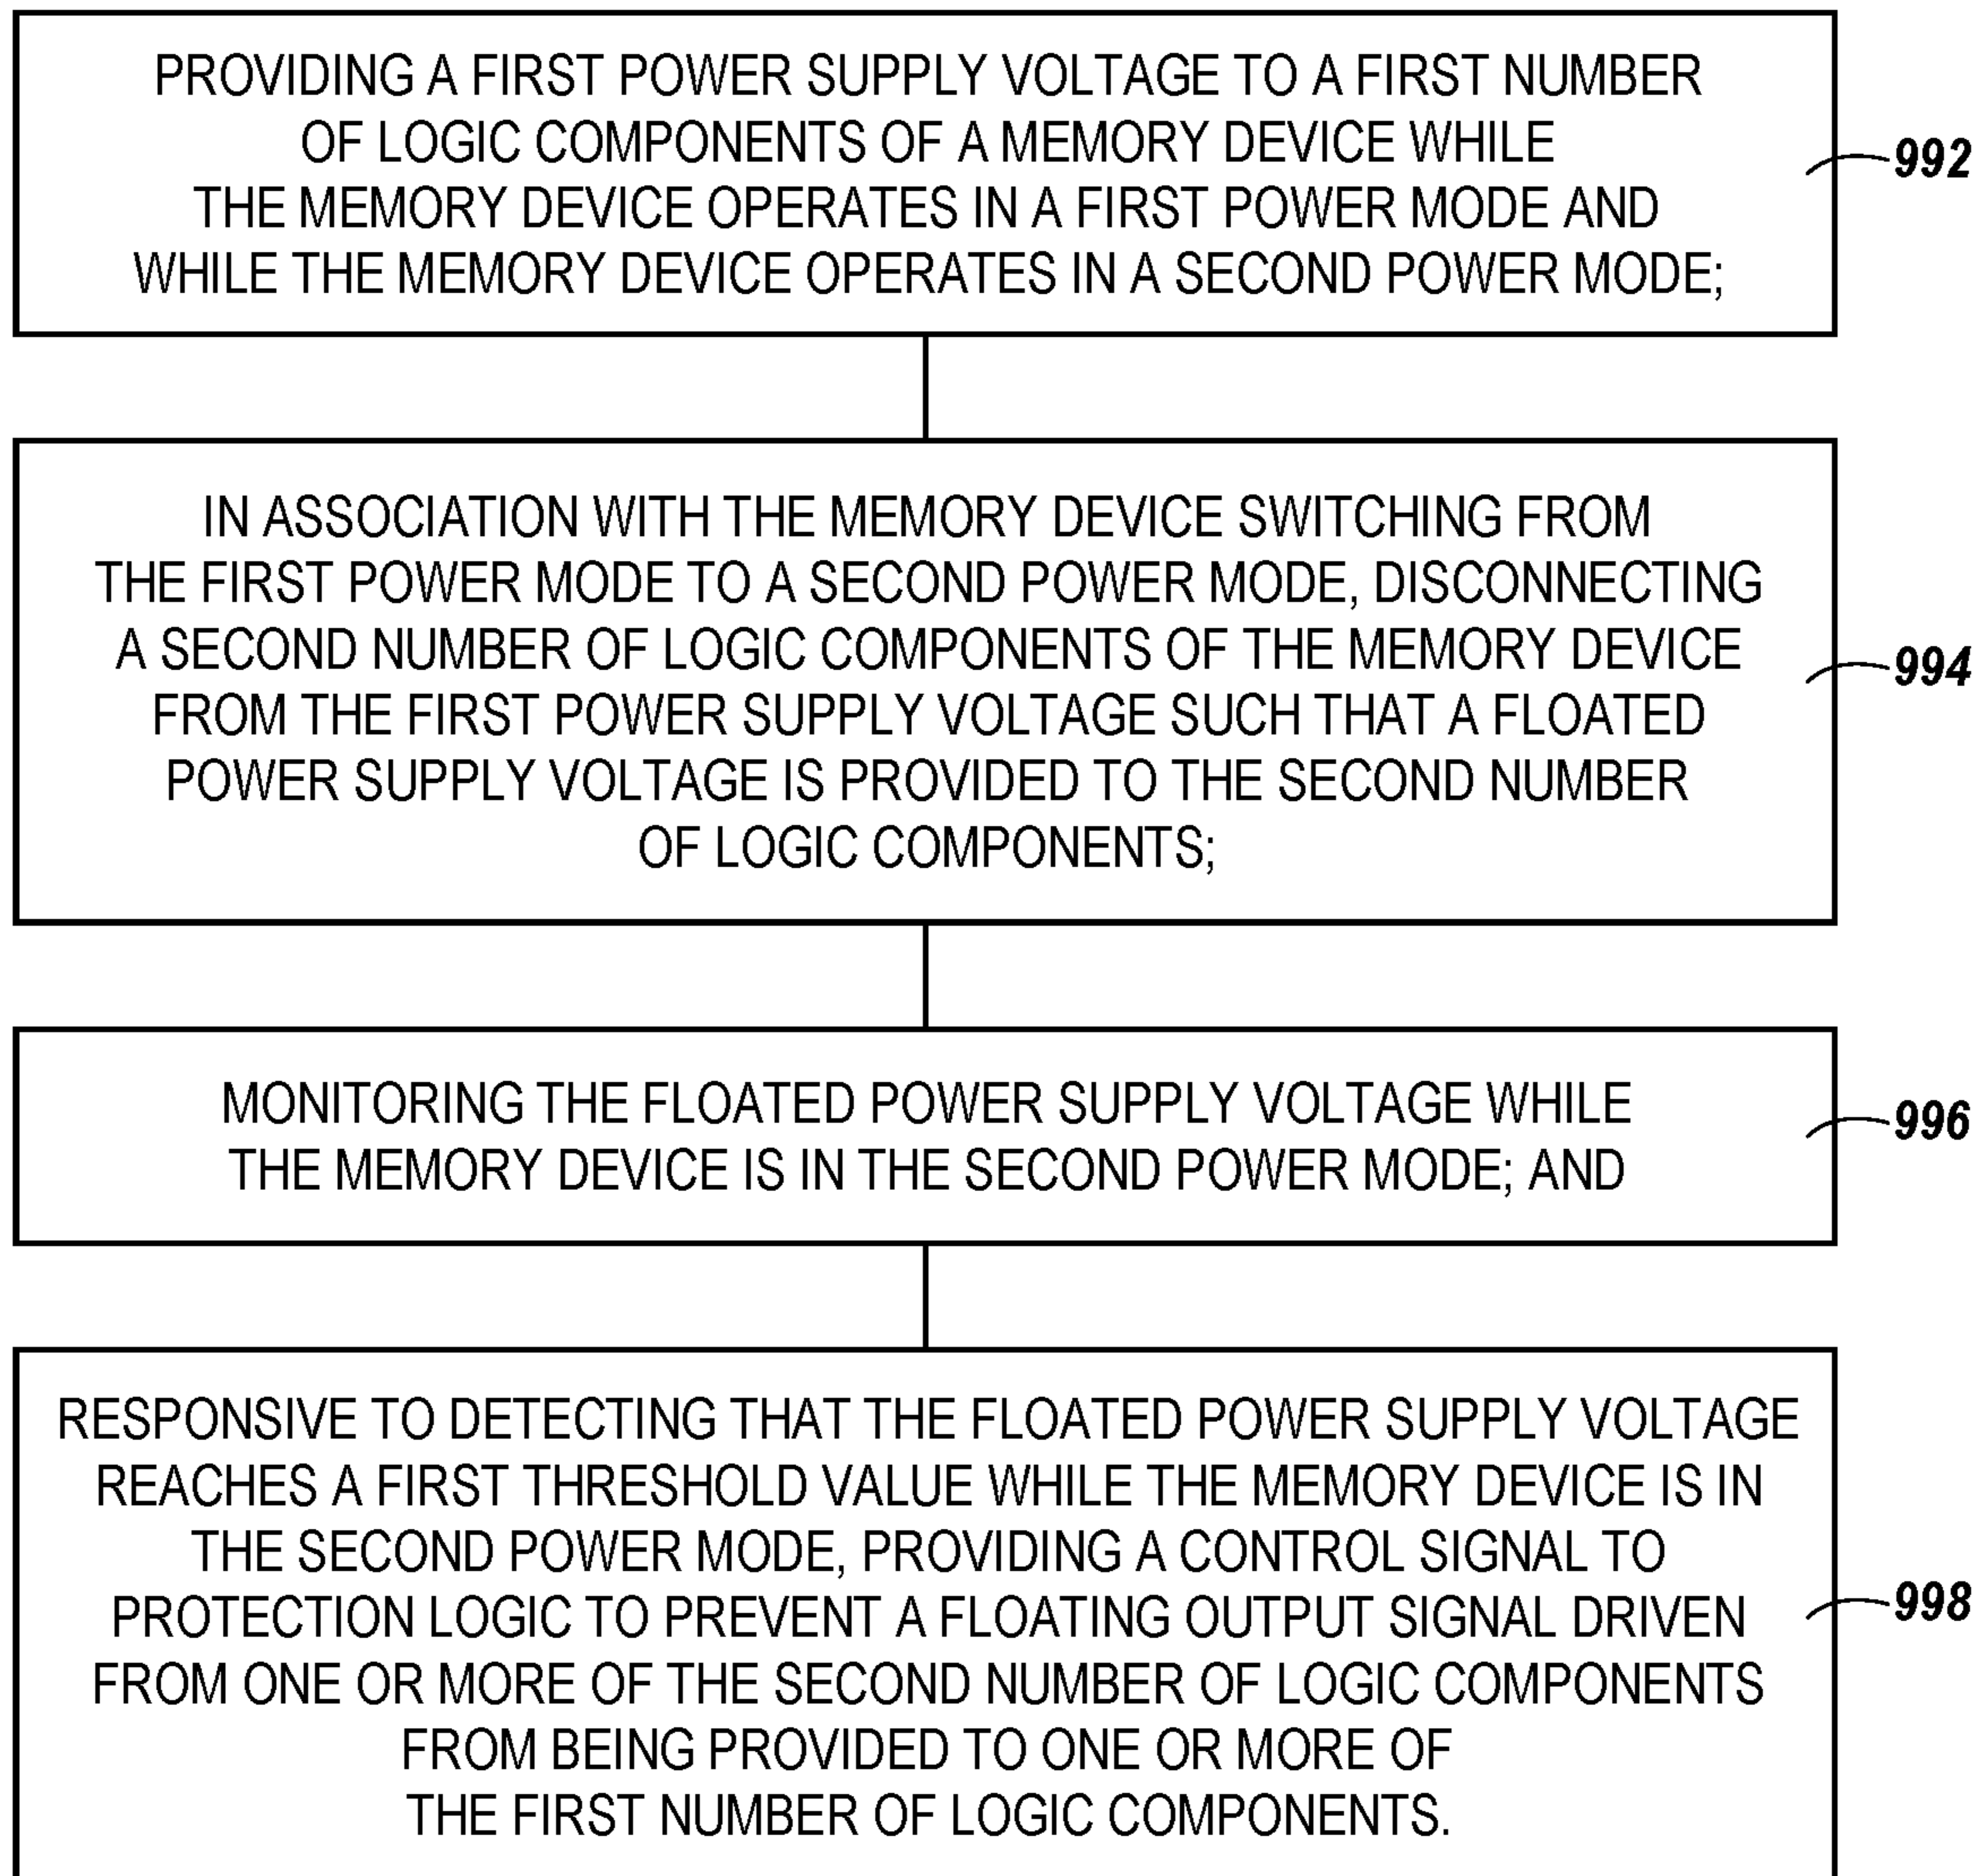 PROVIDING A FIRST POWER SUPPLY VOLTAGE TO A FIRST NUMBER
OF LOGIC COMPONENTS OF A MEMORY DEVICE WHILE
THE MEMORY DEVICE OPERATES IN A FIRST POWER MODE AND
WHILE THE MEMORY DEVICE OPERATES IN A SECOND POWER MODE;
992
IN ASSOCIATION WITH THE MEMORY DEVICE SWITCHING FROM
THE FIRST POWER MODE TO A SECOND POWER MODE, DISCONNECTING
A SECOND NUMBER OF LOGIC COMPONENTS OF THE MEMORY DEVICE
FROM THE FIRST POWER SUPPLY VOLTAGE SUCH THAT A FLOATED
POWER SUPPLY VOLTAGE IS PROVIDED TO THE SECOND NUMBER
OF LOGIC COMPONENTS;
994
MONITORING THE FLOATED POWER SUPPLY VOLTAGE WHILE
THE MEMORY DEVICE IS IN THE SECOND POWER MODE; AND
996
RESPONSIVE TO DETECTING THAT THE FLOATED POWER SUPPLY VOLTAGE
REACHES A FIRST THRESHOLD VALUE WHILE THE MEMORY DEVICE IS IN
THE SECOND POWER MODE, PROVIDING A CONTROL SIGNAL TO
PROTECTION LOGIC TO PREVENT A FLOATING OUTPUT SIGNAL DRIVEN
FROM ONE OR MORE OF THE SECOND NUMBER OF LOGIC COMPONENTS
FROM BEING PROVIDED TO ONE OR MORE OF
THE FIRST NUMBER OF LOGIC COMPONENTS.
998